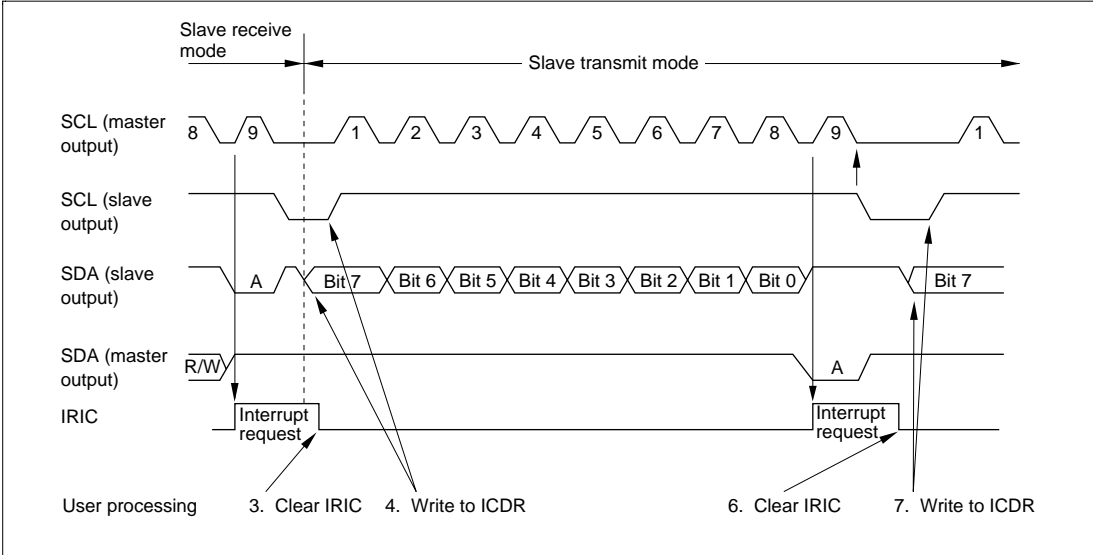 Slave receive
mode
Slave transmit mode
SCL (master
output)
8 9 1 2 3 4 5 6 7 8 9 1
SCL (slave
output)
SDA (slave
output)
A Bit 7 Bit 6 Bit 5 Bit 4 Bit 3 Bit 2 Bit 1 Bit 0 Bit 7
SDA (master
output)
R/W A
IRIC
Interrupt
request
Interrupt
request
User processing 3. Clear IRIC 4. Write to ICDR 6. Clear IRIC 7. Write to ICDR